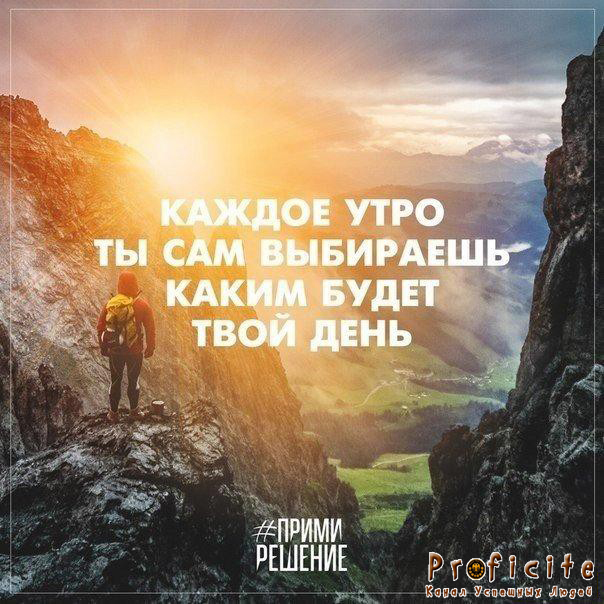 КАЖДОЕ УТРО
ТЫ САМ ВЫБИРАЕШЬ
КАКИМ БУДЕТ
ТВОЙ ДЕНЬ
#ПРИМИ
РЕШЕНИЕ
Proficite
Канал Успешных Людей